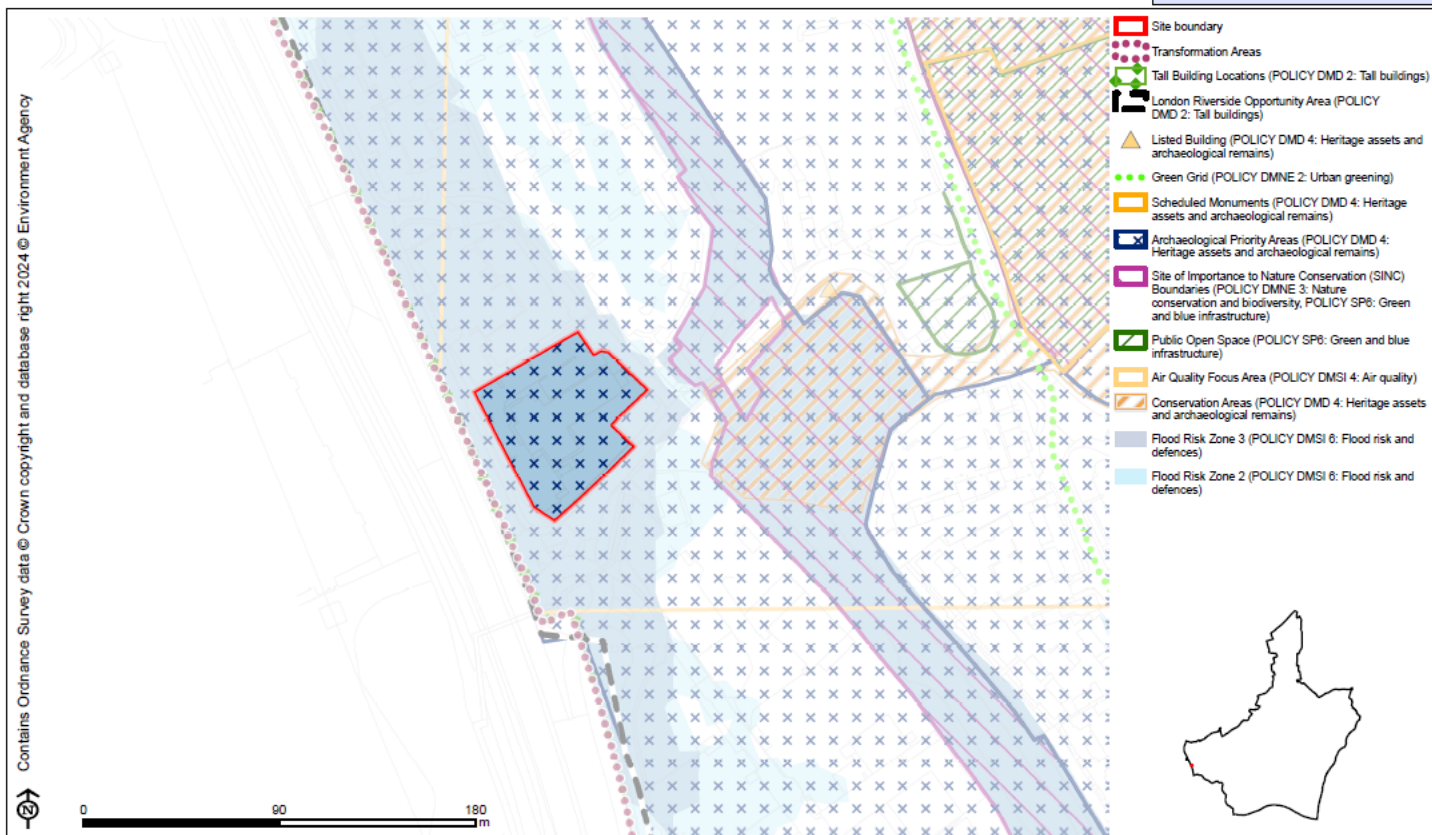 Contains Ordnance Survey data © Crown copyright and database right 2024 © Environment Agency
Site boundary
Transformation Areas
Tall Building Locations (POLICY DMD 2: Tall buildings)
London Riverside Opportunity Area (POLICY
DMD 2: Tall buildings)
Listed Building (POLICY DMD 4: Heritage assets and
archaeological remains)
Green Grid (POLICY DMNE 2: Urban greening)
Scheduled Monuments (POLICY DMD 4: Heritage
assets and archaeological remains)
Archaeological Priority Areas (POLICY DMD 4:
Heritage assets and archaeological remains)
Site of Importance to Nature Conservation (SINC)
Boundaries (POLICY DMNE 3: Nature
conservation and biodiversity, POLICY SP6: Green
and blue infrastructure)
Public Open Space (POLICY SP6: Green and blue
infrastructure)
Air Quality Focus Area (POLICY DMSI 4: Air quality)
Conservation Areas (POLICY DMD 4: Heritage assets
and archaeological remains)
Flood Risk Zone 3 (POLICY DMSI 6: Flood risk and
defences)
Flood Risk Zone 2 (POLICY DMSI 6: Flood risk and
defences)
N
0 90 180
m